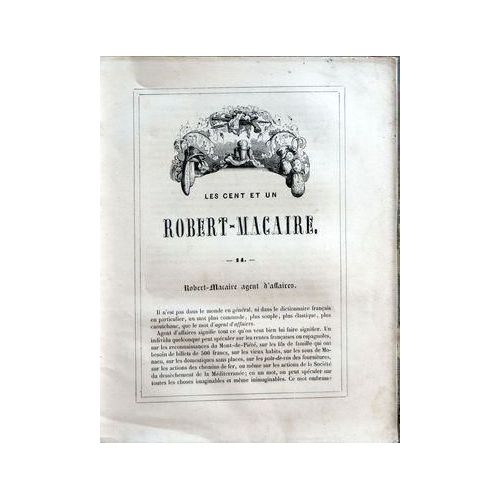 LES CENT ET UN
ROBERT-MACAIRE.
— 14. —
Robert-Macaire agent d'affaires.
Il n'est pas dans le monde en général, ni dans le dictionnaire français
en particulier, un mot plus commode, plus souple, plus élastique, plus
caoutchouc, que le mot d'agent d'affaires.
Agent d'affaires signifie tout ce qu'on veut bien lui faire signifier. Un
individu quelconque peut spéculer sur les rentes françaises ou espagnoles,
sur les reconnaissances du Mont-de-Piété, sur les fils de famille qui ont
besoin de billets de 500 francs, sur les vieux habits, sur les sous de Monaco,
sur les domestiques sans places, sur les pots-de-vin des fournitures,
sur les actions des chemins de fer, ou même sur les actions de la Société
du dessèchement de la Méditerranée; en un mot, on peut spéculer sur
toutes les choses imaginables et même inimaginables. Ce mot embras-